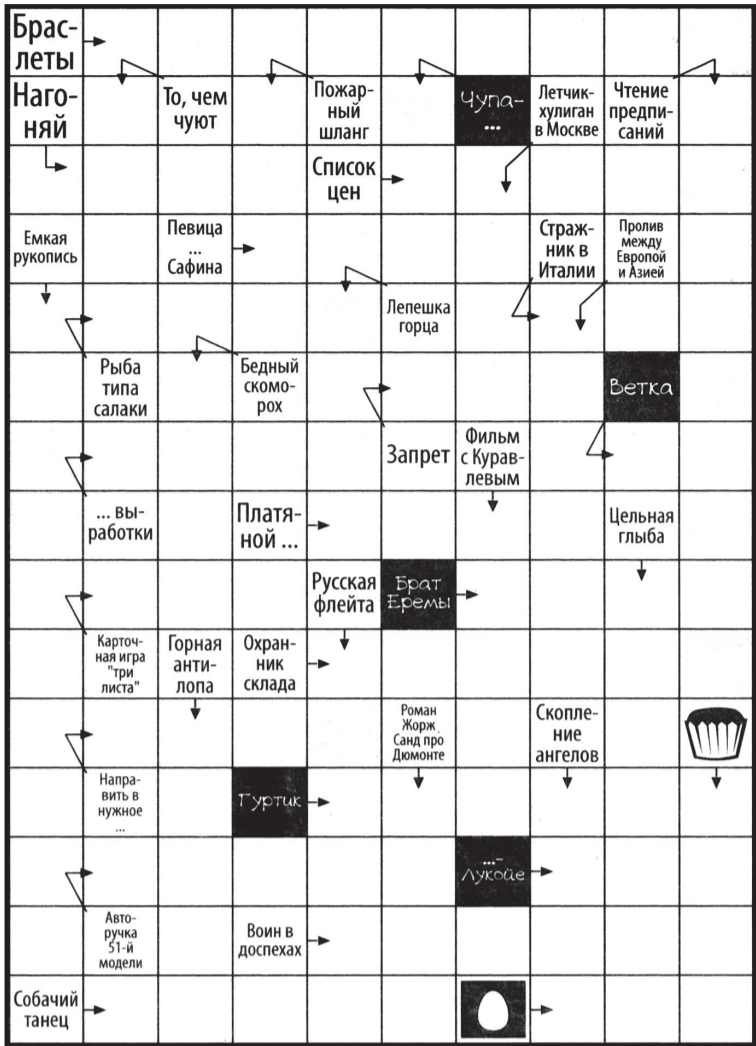 Брас-
леты
Наго-
няй
То, чем
чуют
Пожар-
ный
шланг
Чупа-
...
Летчик-
хулиган
в Москве
Чтение
предпи-
саний
Список
цен
Емкая
рукопись
Певица
...
Сафина
Страж-
ник в
Италии
Пролив
между
Европой
и Азией
Лепешка
горца
Рыба
типа
салаки
Бедный
скомо-
рох
Ветка
Запрет
Фильм
с Курав-
левым
... вы-
работки
Платя-
ной ...
Цельная
глыба
Русская
флейта
Брат
Еремы
Карточ-
ная игра
"три
листа"
Горная
анти-
лопа
Охран-
ник
склада
Роман
Жорж
Санд про
Дюмонте
Скопле-
ние
ангелов
Напра-
вить в
нужное
...
Гуртик
...-
Лукойе
Авто-
ручка
51-й
модели
Воин в
доспехах
Собачий
танец